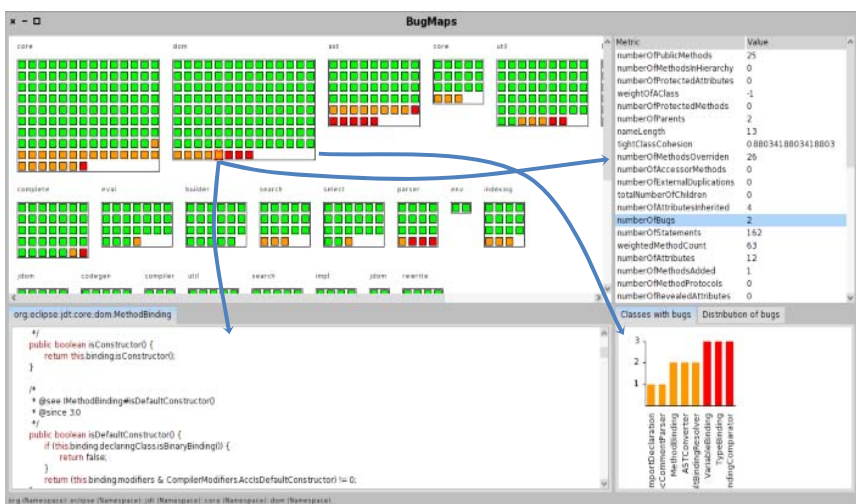 BugMaps
core dom ast core util
complete eval builder search select parser env indexing
jdom codegen compiler util search impl jdom rewrite
Metric Value
numberOfPublicMethods 25
numberOfMethodsInHierarchy 0
numberOfProtectedAttributes 0
weightOfAClass -1
numberOfProtectedMethods 0
numberOfParents 2
nameLength 13
tightClassCohesion 0.8803418803418803
numberOfMethodsOverriden 26
numberOfAccessorMethods 0
numberOfExternalDuplications 0
totalNumberOfChildren 0
numberOfAttributesInherited 4
numberOfBugs 2
numberOfStatements 162
weightedMethodCount 63
numberOfAttributes 12
numberOfMethodsAdded 1
numberOfMethodProtocols 0
numberOfRevealedAttributes 0
org:eclipse:jdt:core:dom:MethodBinding
*/
public boolean isConstructor() {
return this.binding.isConstructor();
}
/*
* @see IMethodBinding#isDefaultConstructor()
* @since 3.0
*/
public boolean isDefaultConstructor() {
if (this.binding.declaringClass.isBinaryBinding()) {
return false;
}
return (this.binding.modifiers & CompilerModifiers.AccIsDefaultConstructor) != 0;
Classes with bugs Distribution of bugs
3
2
1
mportDeclaration
cCommentParser
MethodBinding
ASTConverter
ltBindingResolver
VariableBinding
TypeBinding
ndingComparator
org (Namespace): eclipse (Namespace): jdt (Namespace): core (Namespace): dom (Namespace)